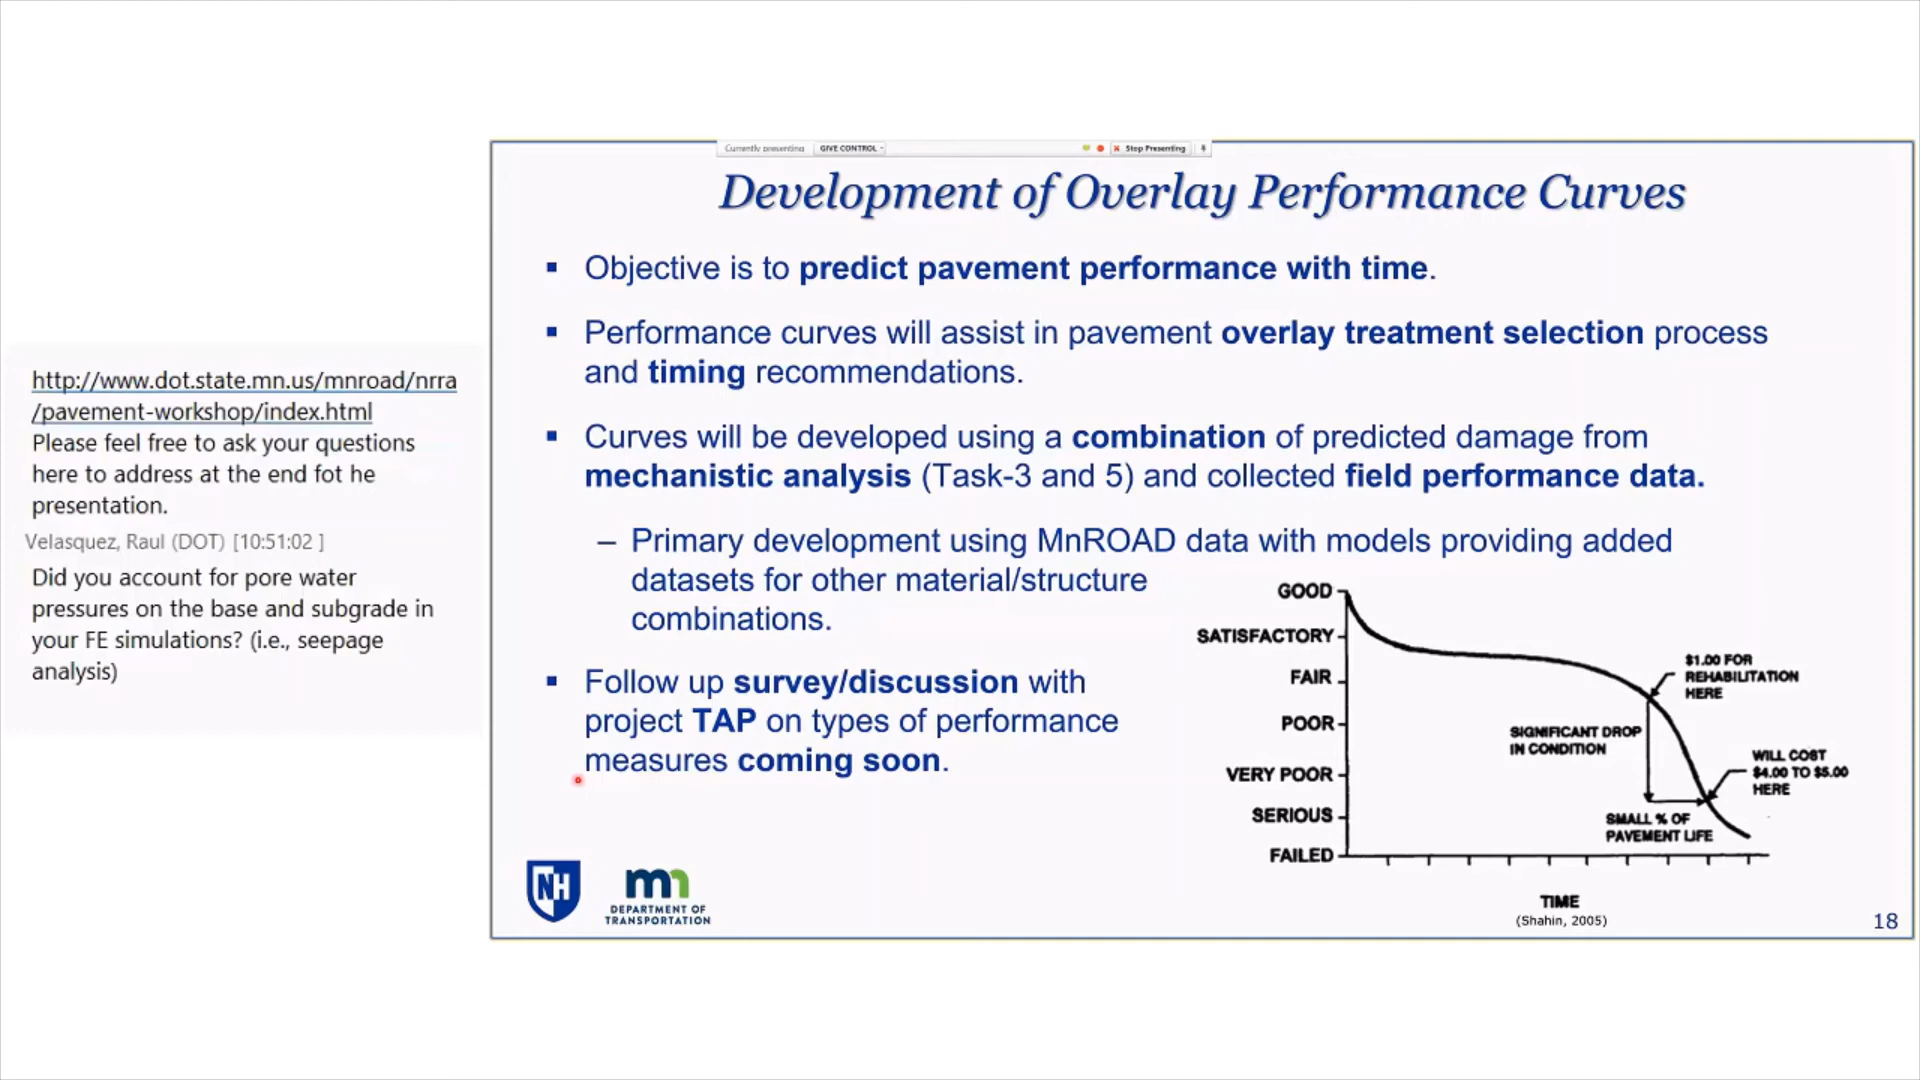 http://www.dot.state.mn.us/mnroad/nrra
/pavement-workshop/index.html
Please feel free to ask your questions
here to address at the end fot he
presentation.
Velasquez, Raul (DOT) [10:51:02 ]
Did you account for pore water
pressures on the base and subgrade in
your FE simulations? (i.e., seepage
analysis)
Currently presenting GIVE CONTROL Stop Presenting
Development of Overlay Performance Curves
▪ Objective is to predict pavement performance with time.
▪ Performance curves will assist in pavement overlay treatment selection process
and timing recommendations.
▪ Curves will be developed using a combination of predicted damage from
mechanistic analysis (Task-3 and 5) and collected field performance data.
– Primary development using MnROAD data with models providing added
datasets for other material/structure
combinations.
▪ Follow up survey/discussion with
project TAP on types of performance
measures coming soon.
GOOD
SATISFACTORY
FAIR
POOR
VERY POOR
SERIOUS
FAILED
$1.00 FOR
REHABILITATION
HERE
SIGNIFICANT DROP
IN CONDITION
WILL COST
$4.00 TO $5.00
HERE
SMALL % OF
PAVEMENT LIFE
TIME
(Shahin, 2005)
NH
mn
DEPARTMENT OF
TRANSPORTATION
18